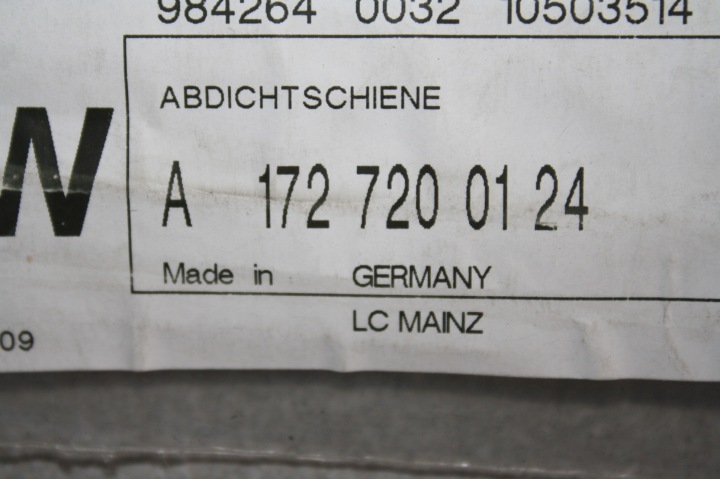 984264 0032 10503514
ABDICHTSCHIENE
A 172 720 01 24
Made in GERMANY
LC MAINZ
09